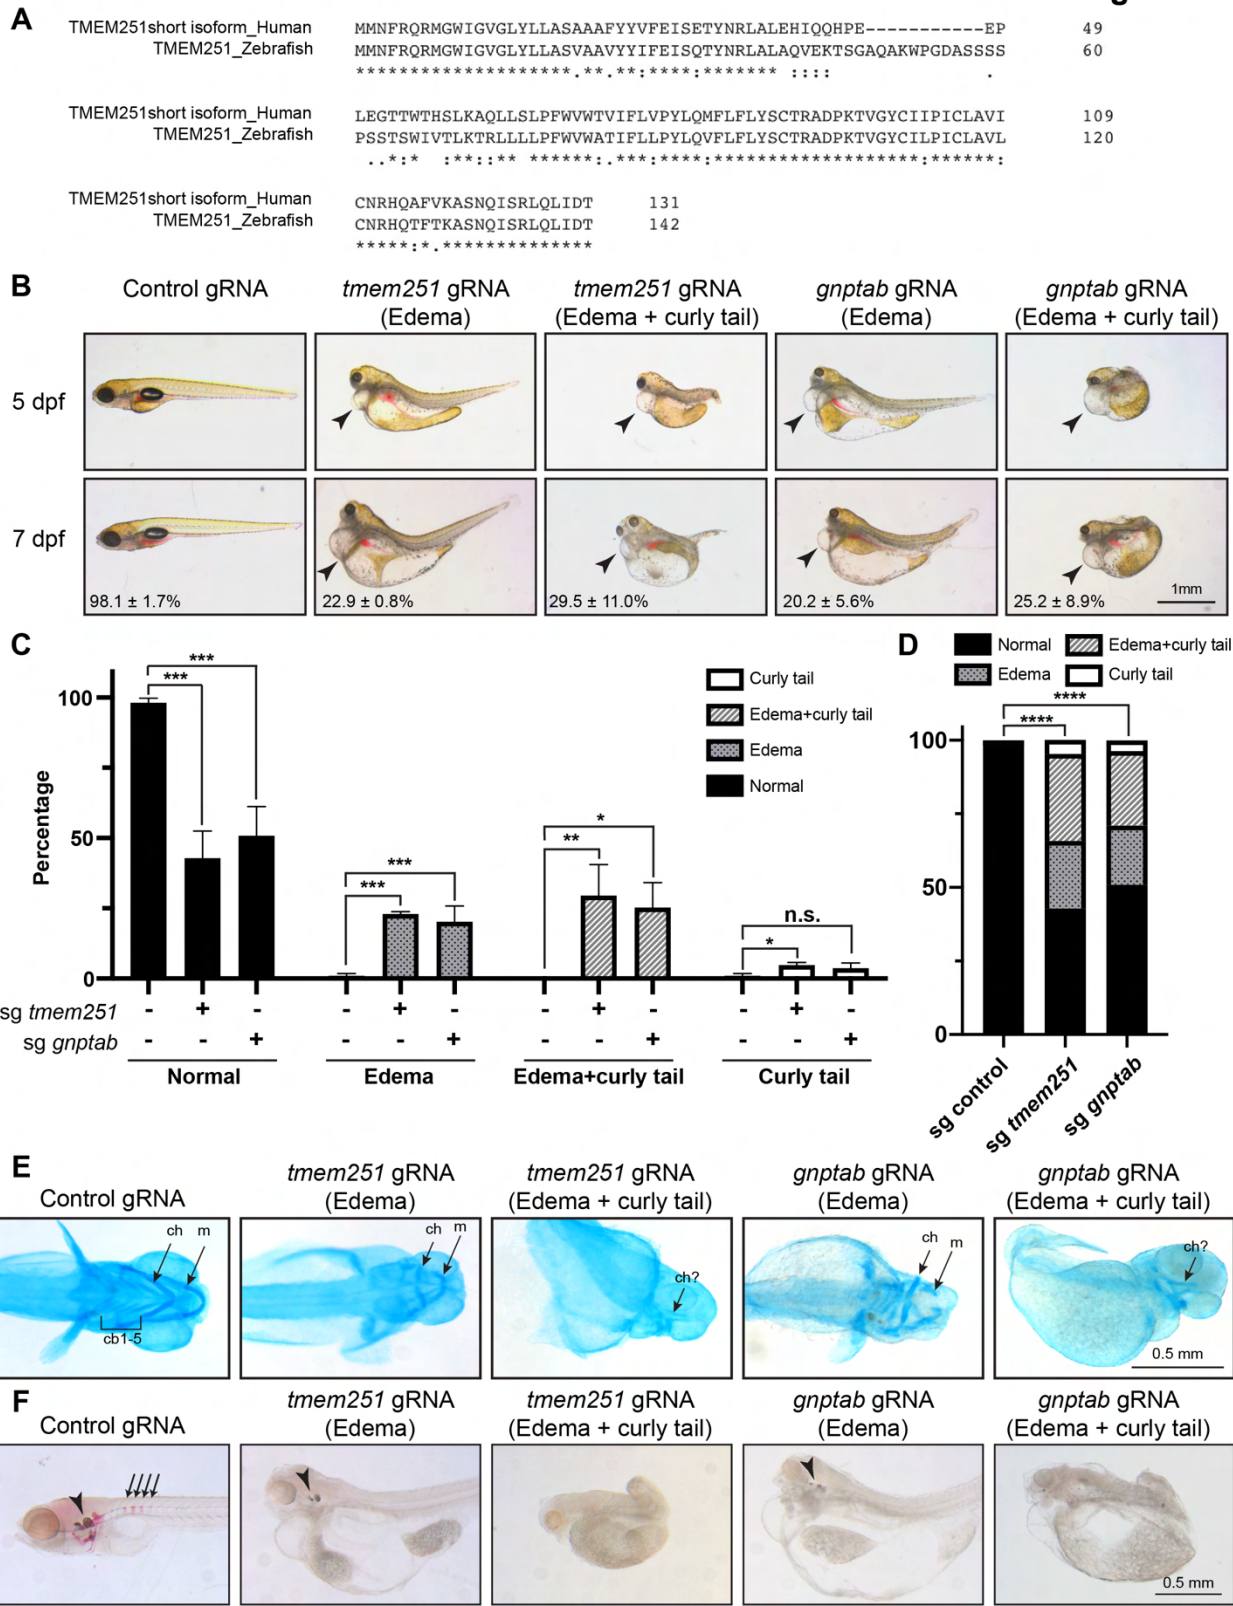 g
A
TMEM251short isoform_Human MMNFRQRMGWIGVGLYLLASAAAFYYVFEISETYNRLALEHIQQHPE-----------EP 49
TMEM251_Zebrafish MMNFRQRMGWIGVGLYLLASVAAVYYIFEISQTYNRLALAQVEKTSGAQAKWPGDASSSS 60
*********************.**.**:****:********* :::: .
TMEM251short isoform_Human LEGTTWTHSLKAQLLSLPFWVWTVIFLVPYLQMFLFLYSCTRADPKTVGYCIIPICLAVI 109
TMEM251_Zebrafish PSSTSWIVTLKTRLLLLPFWVWATIFLLPYLQVFLFLYSCTRADPKTVGYCILPICLAVL 120
..*:* :**::** ******:.***:****:*******************:******:
TMEM251short isoform_Human CNRHQAFVKASNQISRLQLIDT 131
TMEM251_Zebrafish CNRHQTFTKASNQISRLQLIDT 142
*****:*.**************
B
Control gRNA
tmem251 gRNA
(Edema)
tmem251 gRNA
(Edema + curly tail)
gnptab gRNA
(Edema)
gnptab gRNA
(Edema + curly tail)
5 dpf
7 dpf
98.1 ± 1.7%
22.9 ± 0.8%
29.5 ± 11.0%
20.2 ± 5.6%
25.2 ± 8.9%
1mm
C
Percentage
100
50
0
***
***
***
***
**
*
*
n.s.
Curly tail
Edema+curly tail
Edema
Normal
sg tmem251 - + - - + - - + - - + -
sg gnptab - - + - - + - - + - - +
Normal
Edema
Edema+curly tail
Curly tail
D
Normal
Edema+curly tail
Edema
Curly tail
****
****
100
50
0
sg control
sg tmem251
sg gnptab
E
Control gRNA
tmem251 gRNA
(Edema)
tmem251 gRNA
(Edema + curly tail)
gnptab gRNA
(Edema)
gnptab gRNA
(Edema + curly tail)
ch m
cb1-5
ch m
ch?
ch m
ch?
0.5 mm
F
Control gRNA
tmem251 gRNA
(Edema)
tmem251 gRNA
(Edema + curly tail)
gnptab gRNA
(Edema)
gnptab gRNA
(Edema + curly tail)
0.5 mm